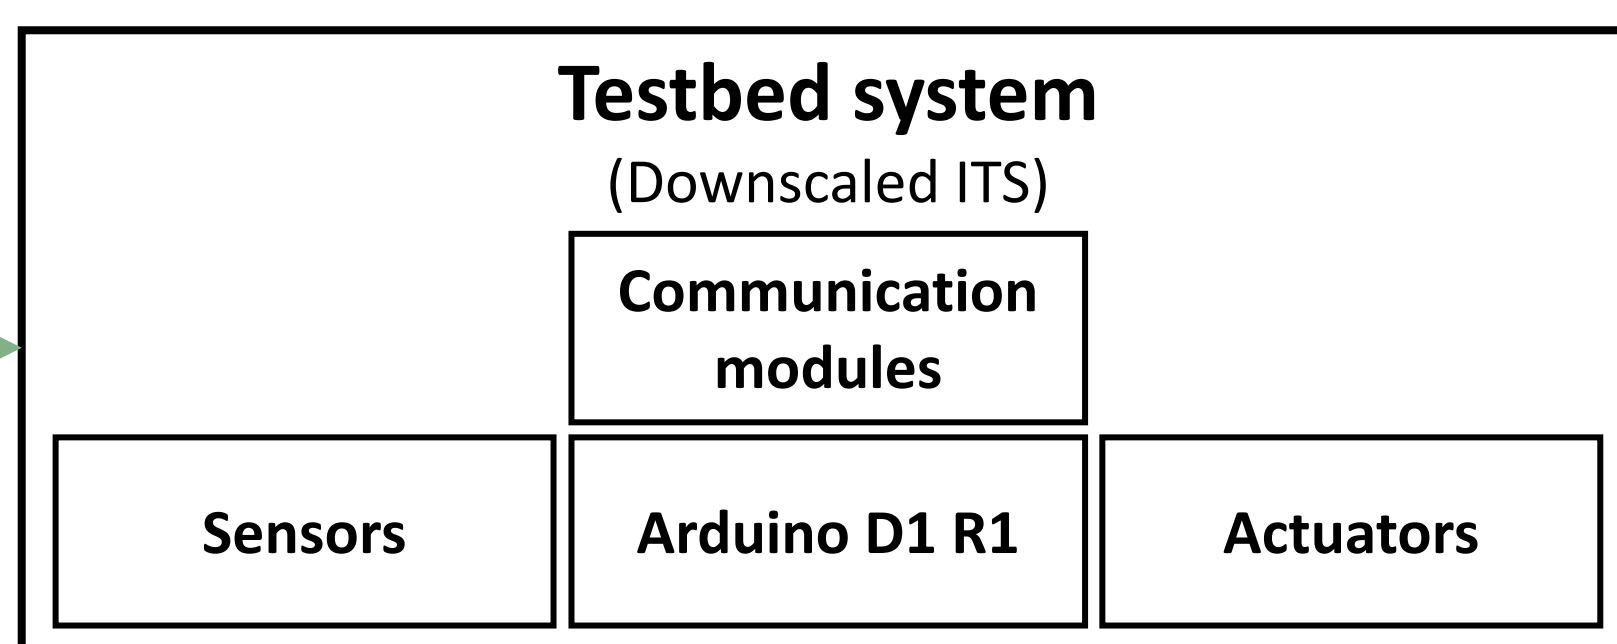 Testbed system
(Downscaled ITS)
Communication
modules
Sensors
Arduino D1 R1
Actuators